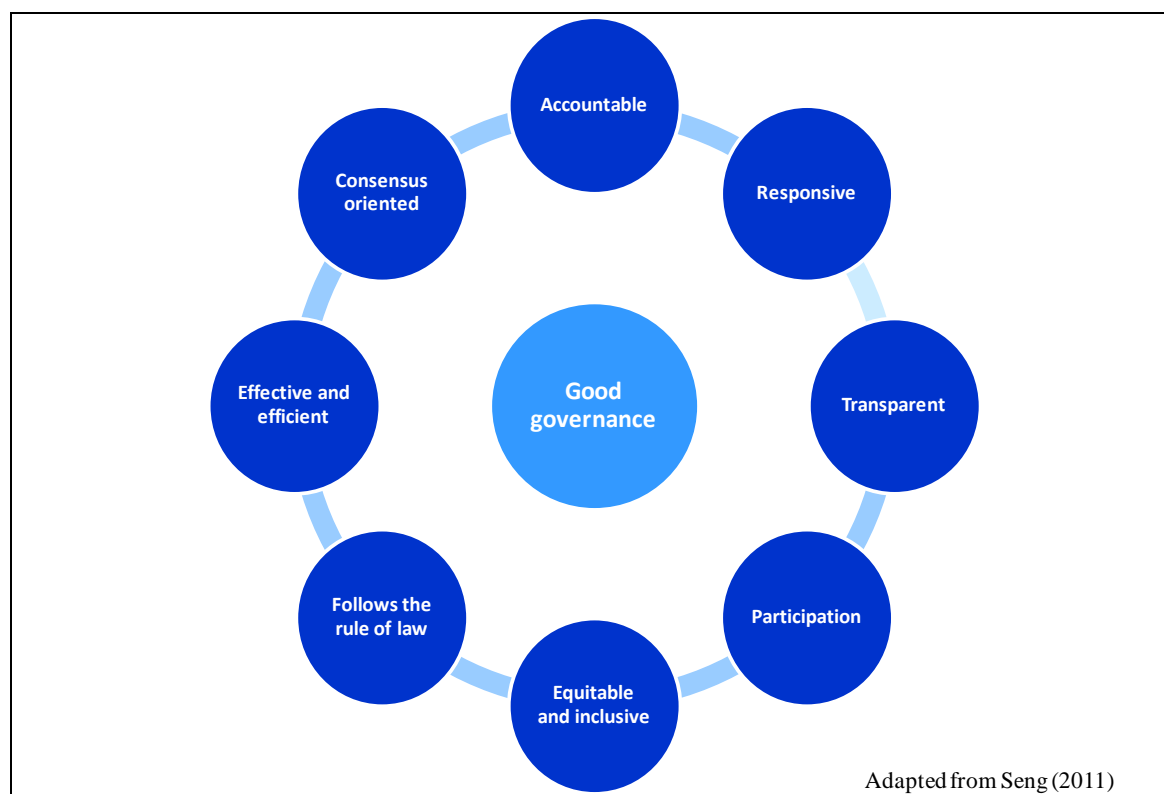 Accountable
Responsive
Transparent
Participation
Equitable
and inclusive
Follows the
rule of law
Effective and
efficient
Consensus
oriented
Good
governance
Adapted from Seng (2011)